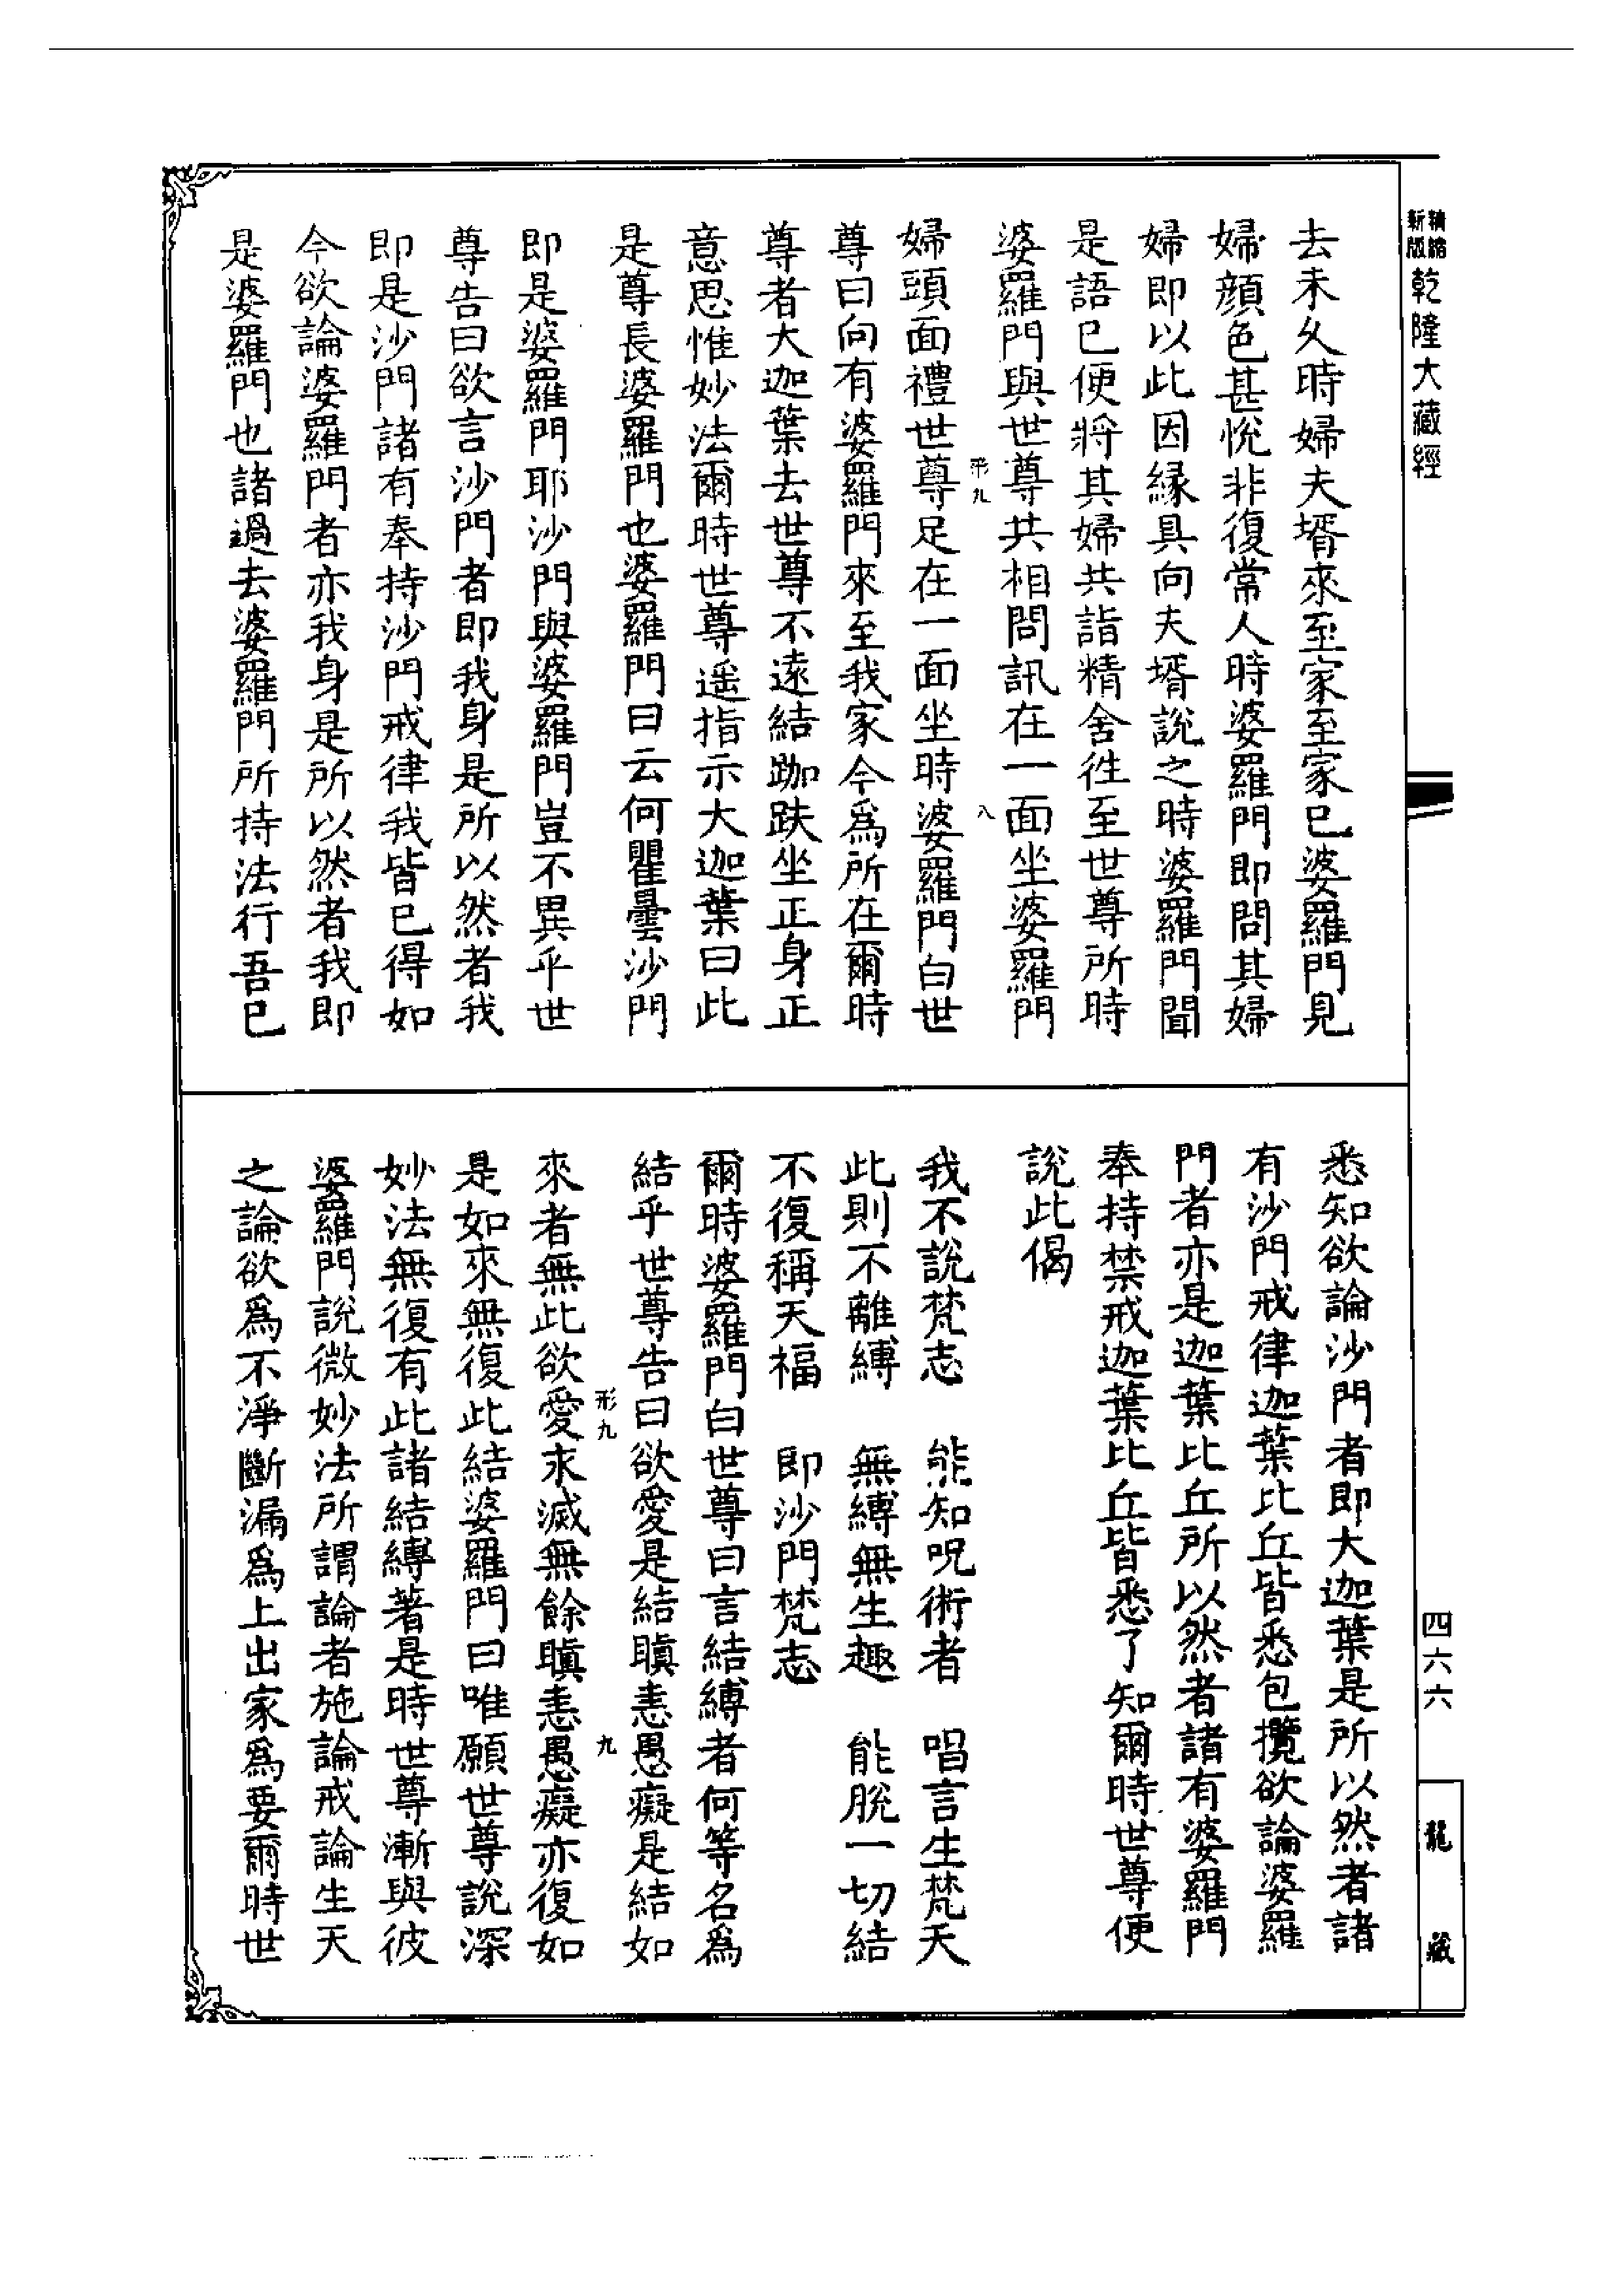 精縮新版乾隆大藏經
去未久時婦夫壻來至家至家已婆羅門見
婦顏色甚悅非復常人時婆羅門即問其婦
婦即以此因緣具向夫壻說之時婆羅門聞
是語已便將其婦共詣精舍徃至世尊所時
婆羅門與世尊共相問訊在一面坐婆羅門
形九
八
婦頭面禮世尊足在一面坐時婆羅門白世
尊曰向有婆羅門來至我家今爲所在爾時
尊者大迦葉去世尊不遠結跏趺坐正身正
意思惟妙法爾時世尊遥指示大迦葉曰此
是尊長婆羅門也婆羅門曰云何瞿曇沙門
即是婆羅門耶沙門與婆羅門豈不異乎世
尊告曰欲言沙門者即我身是所以然者我
即是沙門諸有奉持沙門戒律我皆已得如
今欲論婆羅門者亦我身是所以然者我即
是婆羅門也諸過去婆羅門所持法行吾已
悉知欲論沙門者即大迦葉是所以然者諸
有沙門戒律迦葉比丘皆悉包攬欲論婆羅
門者亦是迦葉比丘所以然者諸有婆羅門
奉持禁戒迦葉比丘皆悉了知爾時世尊便
說此偈
我不說梵志 能知呪術者 唱言生梵天
此則不離縛 無縛無生趣 能脫一切結
不復稱天福 即沙門梵志
爾時婆羅門白世尊曰言結縛者何等名爲
結乎世尊告曰欲愛是結瞋恚愚癡是結如
形九
九
來者無此欲愛永滅無餘瞋恚愚癡亦復如
是如來無復此結婆羅門曰唯願世尊說深
妙法無復有此諸結縛著是時世尊漸與彼
婆羅門說微妙法所謂論者施論戒論生天
之論欲爲不淨斷漏爲上出家爲要爾時世
四六六
龍藏